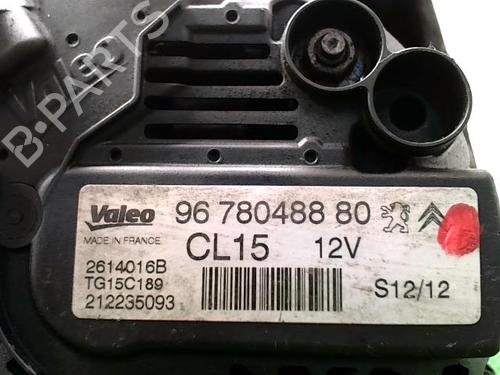 B-PARTS
Valeo 96 780488 80
MADE IN FRANCE CL15 12V
2614016B
TG15C189 S12/12
212235093